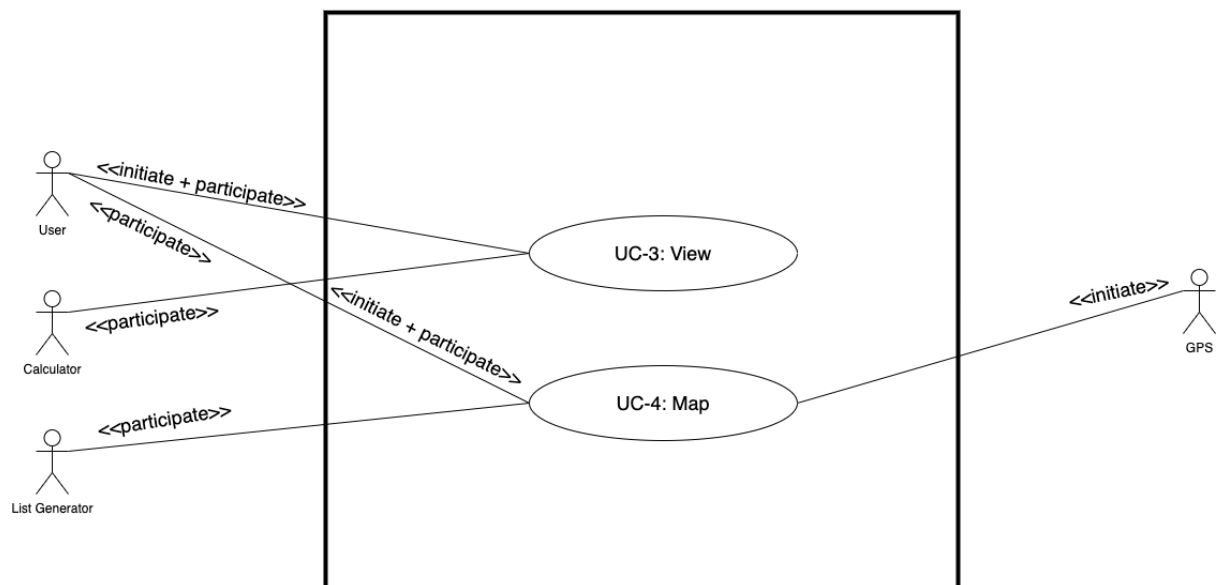 <<initiate + participate>>
User
<<participate>>
UC-3: View
<<initiate>>
GPS
<<initiate + participate>>
<<participate>>
Calculator
UC-4: Map
<<participate>>
List Generator